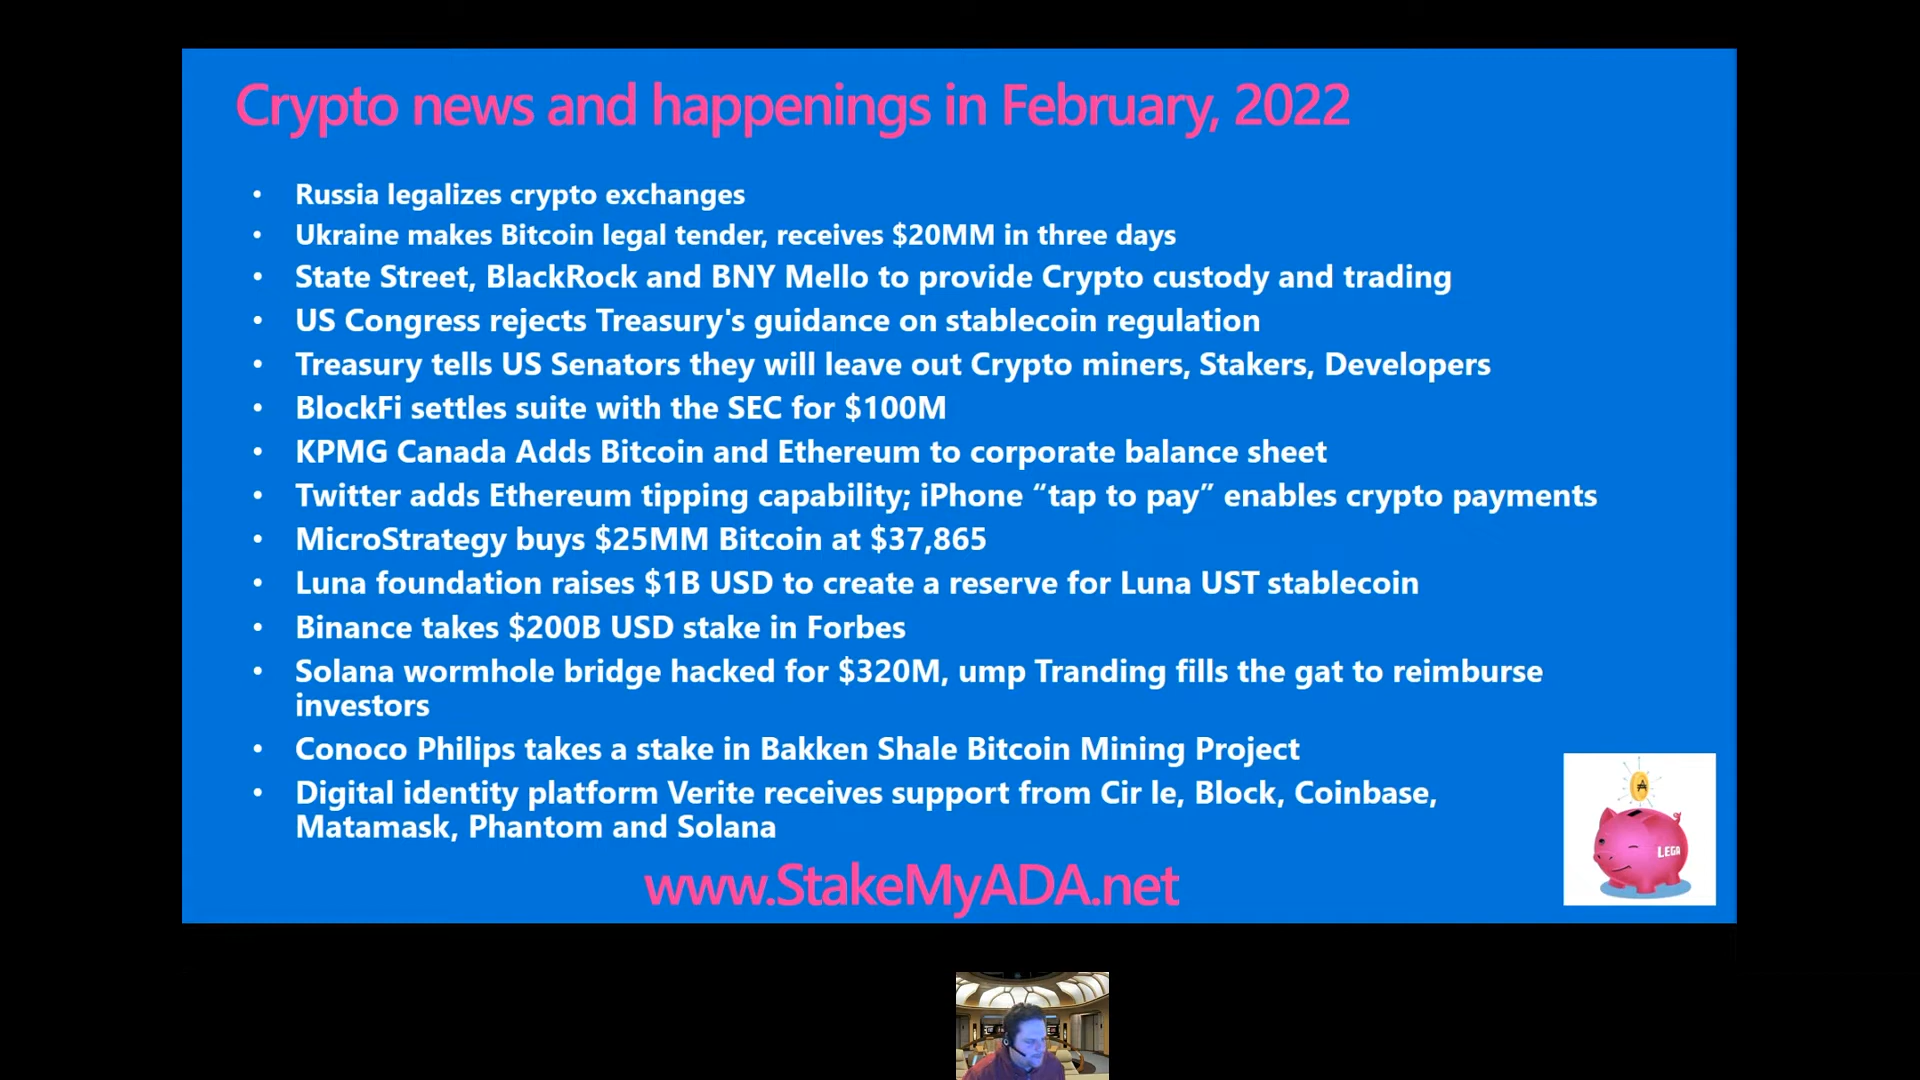 Crypto news and happenings in February, 2022
• Russia legalizes crypto exchanges
• Ukraine makes Bitcoin legal tender, receives $20MM in three days
• State Street, BlackRock and BNY Mello to provide Crypto custody and trading
• US Congress rejects Treasury's guidance on stablecoin regulation
• Treasury tells US Senators they will leave out Crypto miners, Stakers, Developers
• BlockFi settles suite with the SEC for $100M
• KPMG Canada Adds Bitcoin and Ethereum to corporate balance sheet
• Twitter adds Ethereum tipping capability; iPhone “tap to pay” enables crypto payments
• MicroStrategy buys $25MM Bitcoin at $37,865
• Luna foundation raises $1B USD to create a reserve for Luna UST stablecoin
• Binance takes $200B USD stake in Forbes
• Solana wormhole bridge hacked for $320M, ump Tranding fills the gat to reimburse
investors
• Conoco Philips takes a stake in Bakken Shale Bitcoin Mining Project
• Digital identity platform Verite receives support from Cir le, Block, Coinbase,
Matamask, Phantom and Solana
LEGA
www.StakeMyADA.net